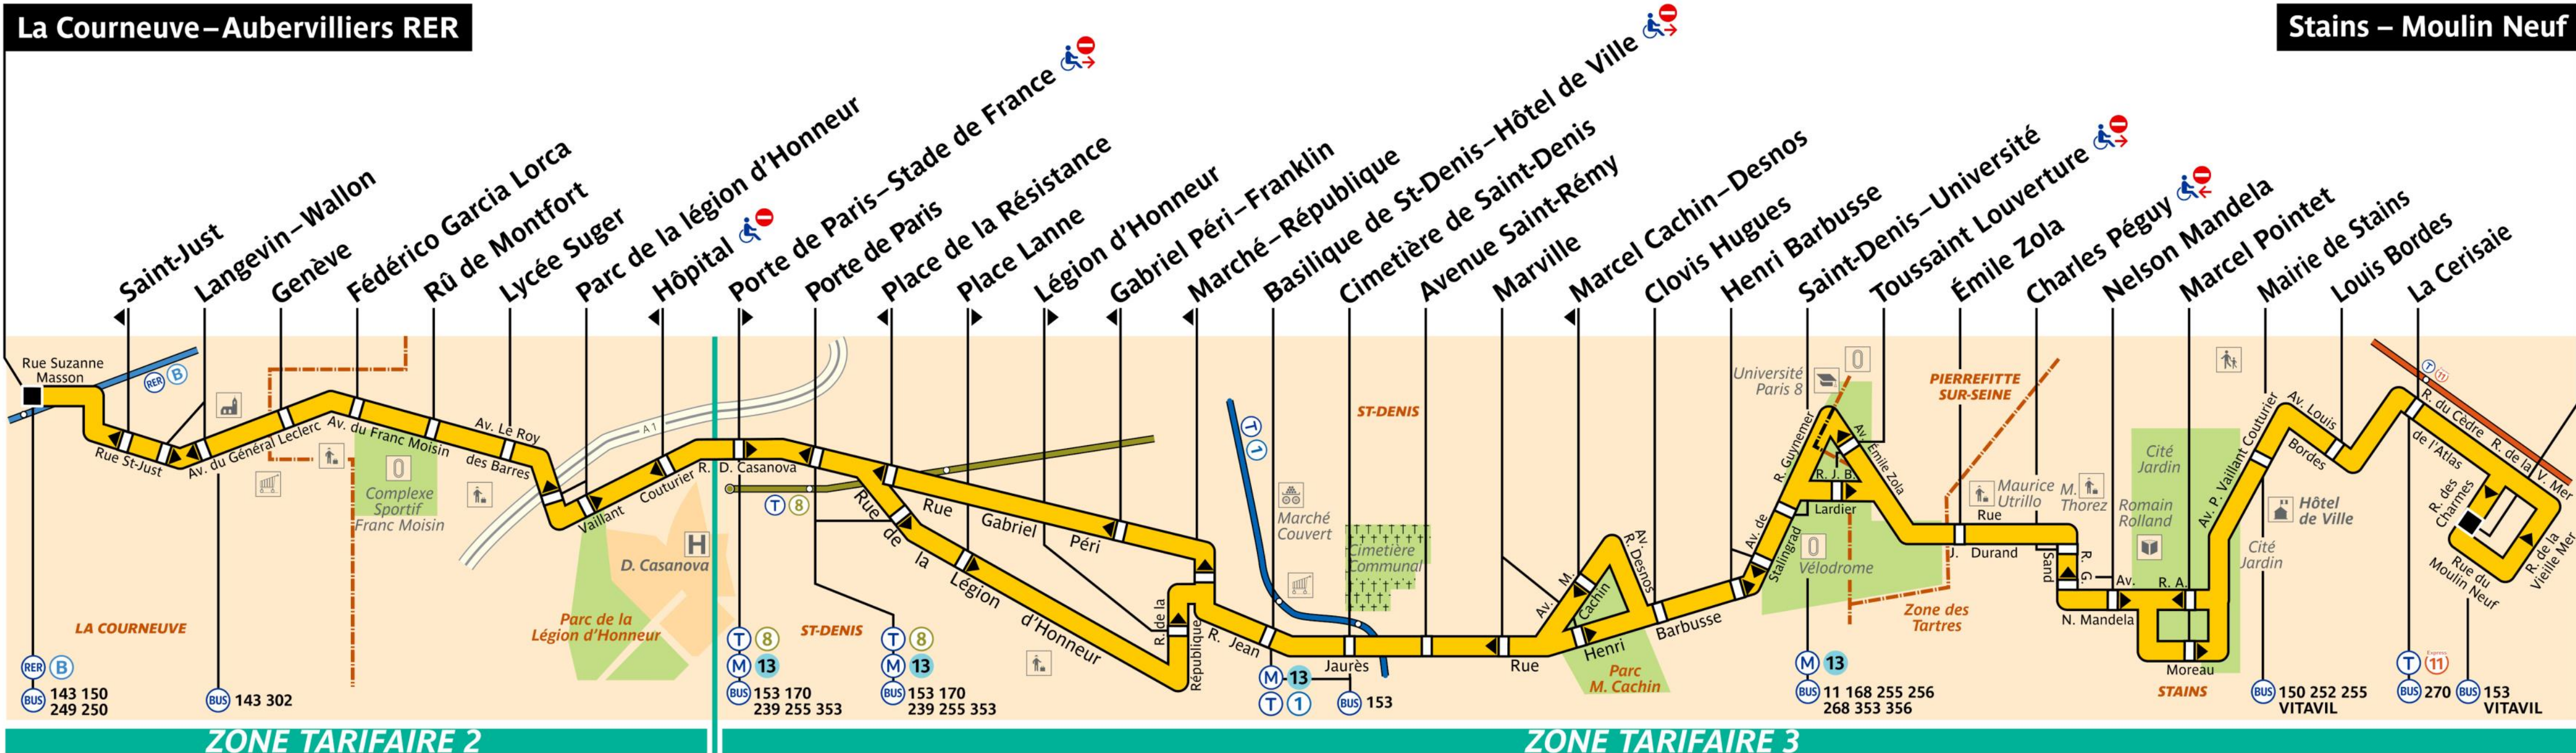 La Courneuve–Aubervilliers RER
Stains – Moulin Neuf
Saint-Just
Langevin–Wallon
Genève
Fédérico Garcia Lorca
Rû de Montfort
Lycée Suger
Parc de la légion d'Honneur
Hôpital
Porte de Paris–Stade de France
Porte de Paris
Place de la Résistance
Place Lanne
Légion d'Honneur
Gabriel Péri–Franklin
Marché–République
Basilique de St-Denis–Hôtel de Ville
Cimetière de Saint-Denis
Avenue Saint-Rémy
Marville
Marcel Cachin–Desnos
Clovis Hugues
Henri Barbusse
Saint-Denis–Université
Toussaint Louverture
Émile Zola
Charles Péguy
Nelson Mandela
Marcel Pointet
Mairie de Stains
Louis Bordes
La Cerisaie
Rue Suzanne
Masson
RER B
Rue St-Just
Av. du Général Leclerc
Av. du Franc Moisin
Complexe
Sportif
Franc Moisin
Av. Le Roy
des Barres
A 1
Vaillant
Couturier
R. D. Casanova
H
D. Casanova
Parc de la
Légion d'Honneur
LA COURNEUVE
T 8
Rue
Gabriel
Péri
Rue
de
la
Légion
d'Honneur
R. de la
République
ST-DENIS
T 1
Marché
Couvert
Cimetière
Communal
ST-DENIS
R. Jean
Jaurès
Rue
Av. M.
Cachin
Av.
R. Desnos
Henri
Barbusse
Parc
M. Cachin
Université
Paris 8
R. Guynemer
Av. Émile Zola
R. J. B.
Lardier
Av. de
Stalingrad
Vélodrome
PIERREFITTE
SUR-SEINE
Zone des
Tartres
Maurice
Utrillo
M.
Thorez
Rue
J. Durand
R. G.
Sand
Av.
N. Mandela
R. A.
Moreau
Cité
Jardin
Romain
Rolland
STAINS
Av. P. Vaillant Couturier
Hôtel
de Ville
Cité
Jardin
Av. Louis
Bordes
T 11
R. du Cèdre
de l'Atlas
R. de la V. Mer
R. des
Charmes
R. de la
Vieille Mer
Rue du
Moulin Neuf
RER B
BUS 143 150
249 250
BUS 143 302
T 8
M 13
BUS 153 170
239 255 353
T 8
M 13
BUS 153 170
239 255 353
M 13
T 1
BUS 153
M 13
BUS 11 168 255 256
268 353 356
BUS 150 252 255
VITAVIL
T Express 11
BUS 270
BUS 153
VITAVIL
ZONE TARIFAIRE 2
ZONE TARIFAIRE 3